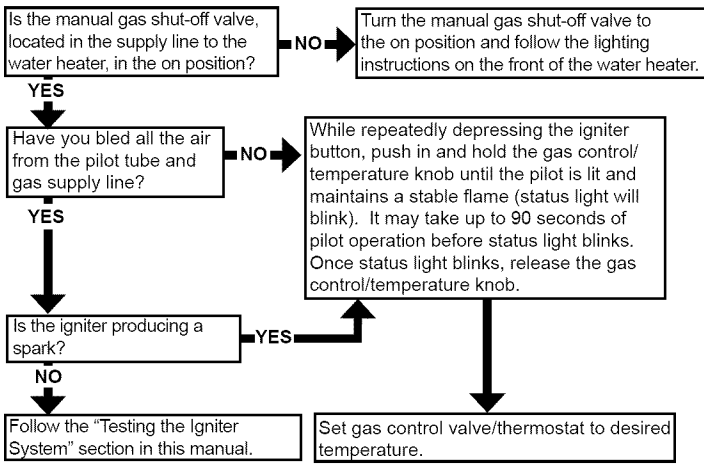 Is the manual gas shut-off valve,
located in the supply line to the
water heater, in the on position?
NO
Turn the manual gas shut-off valve to
the on position and follow the lighting
instructions on the front of the water heater.
YES
Have you bled all the air
from the pilot tube and
gas supply line?
NO
While repeatedly depressing the igniter
button, push in and hold the gas control/
temperature knob until the pilot is lit and
maintains a stable flame (status light will
blink).  It may take up to 90 seconds of
pilot operation before status light blinks.
Once status light blinks, release the gas
control/temperature knob.
YES
Is the igniter producing a
spark?
YES
NO
Follow the “Testing the Igniter
System” section in this manual.
Set gas control valve/thermostat to desired
temperature.